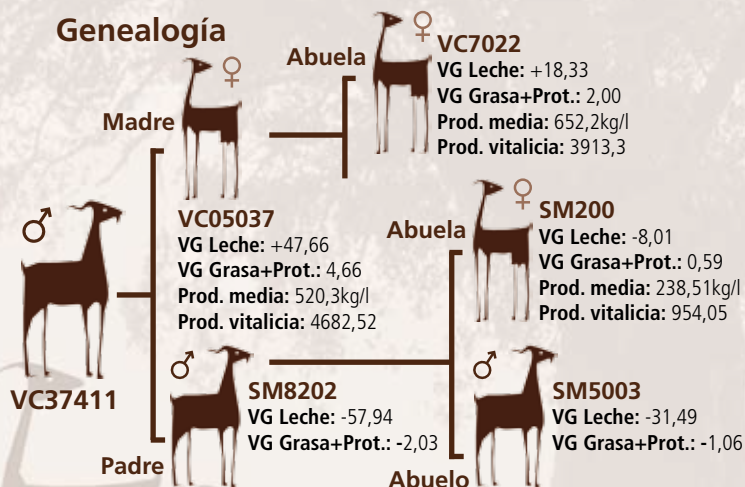 Genealogía
♀
Abuela
VC7022
VG Leche: +18,33
VG Grasa+Prot.: 2,00
Prod. media: 652,2kg/l
Prod. vitalicia: 3913,3
♀
Madre
VC05037
VG Leche: +47,66
VG Grasa+Prot.: 4,66
Prod. media: 520,3kg/l
Prod. vitalicia: 4682,52
♀
Abuela
SM200
VG Leche: -8,01
VG Grasa+Prot.: 0,59
Prod. media: 238,51kg/l
Prod. vitalicia: 954,05
♂
VC37411
♂
SM8202
VG Leche: -57,94
VG Grasa+Prot.: -2,03
Padre
♂
SM5003
VG Leche: -31,49
VG Grasa+Prot.: -1,06
Abuelo